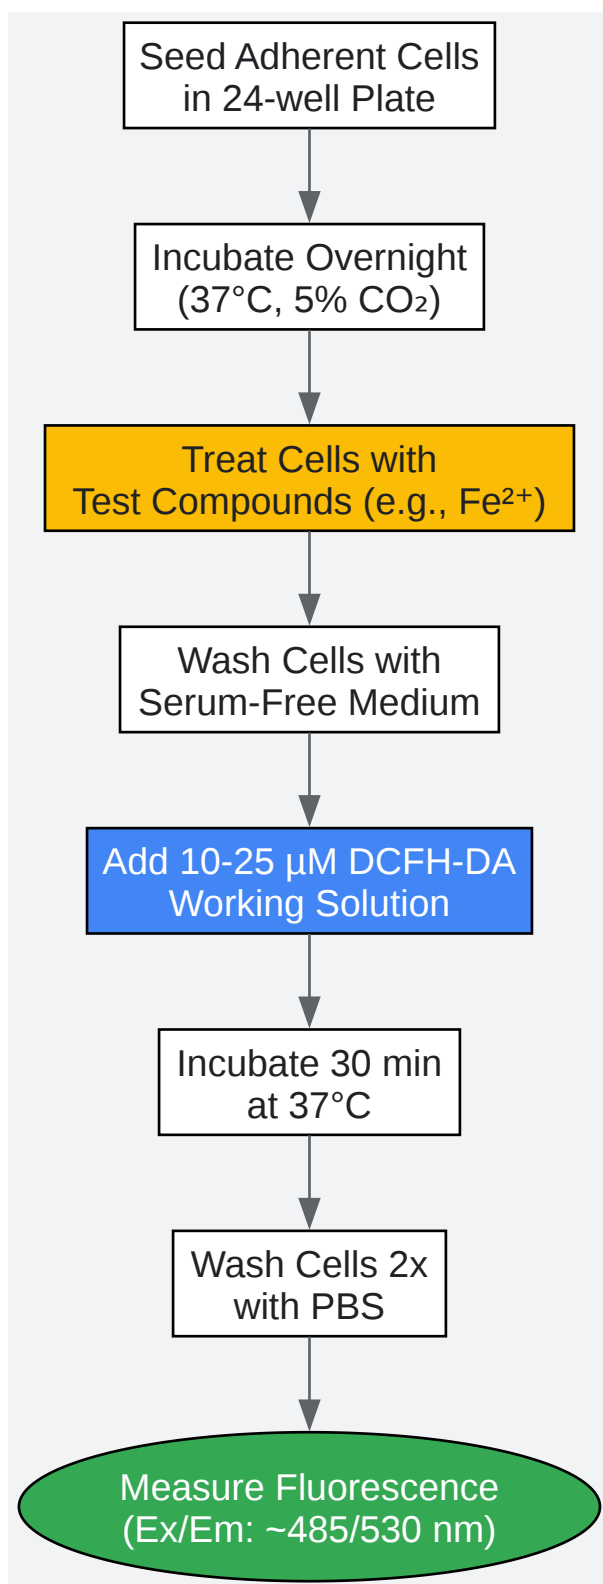 Seed Adherent Cells
in 24-well Plate
Incubate Overnight
(37°C, 5% CO₂)
Treat Cells with
Test Compounds (e.g., Fe²⁺)
Wash Cells with
Serum-Free Medium
Add 10-25 µM DCFH-DA
Working Solution
Incubate 30 min
at 37°C
Wash Cells 2x
with PBS
Measure Fluorescence
(Ex/Em: ~485/530 nm)